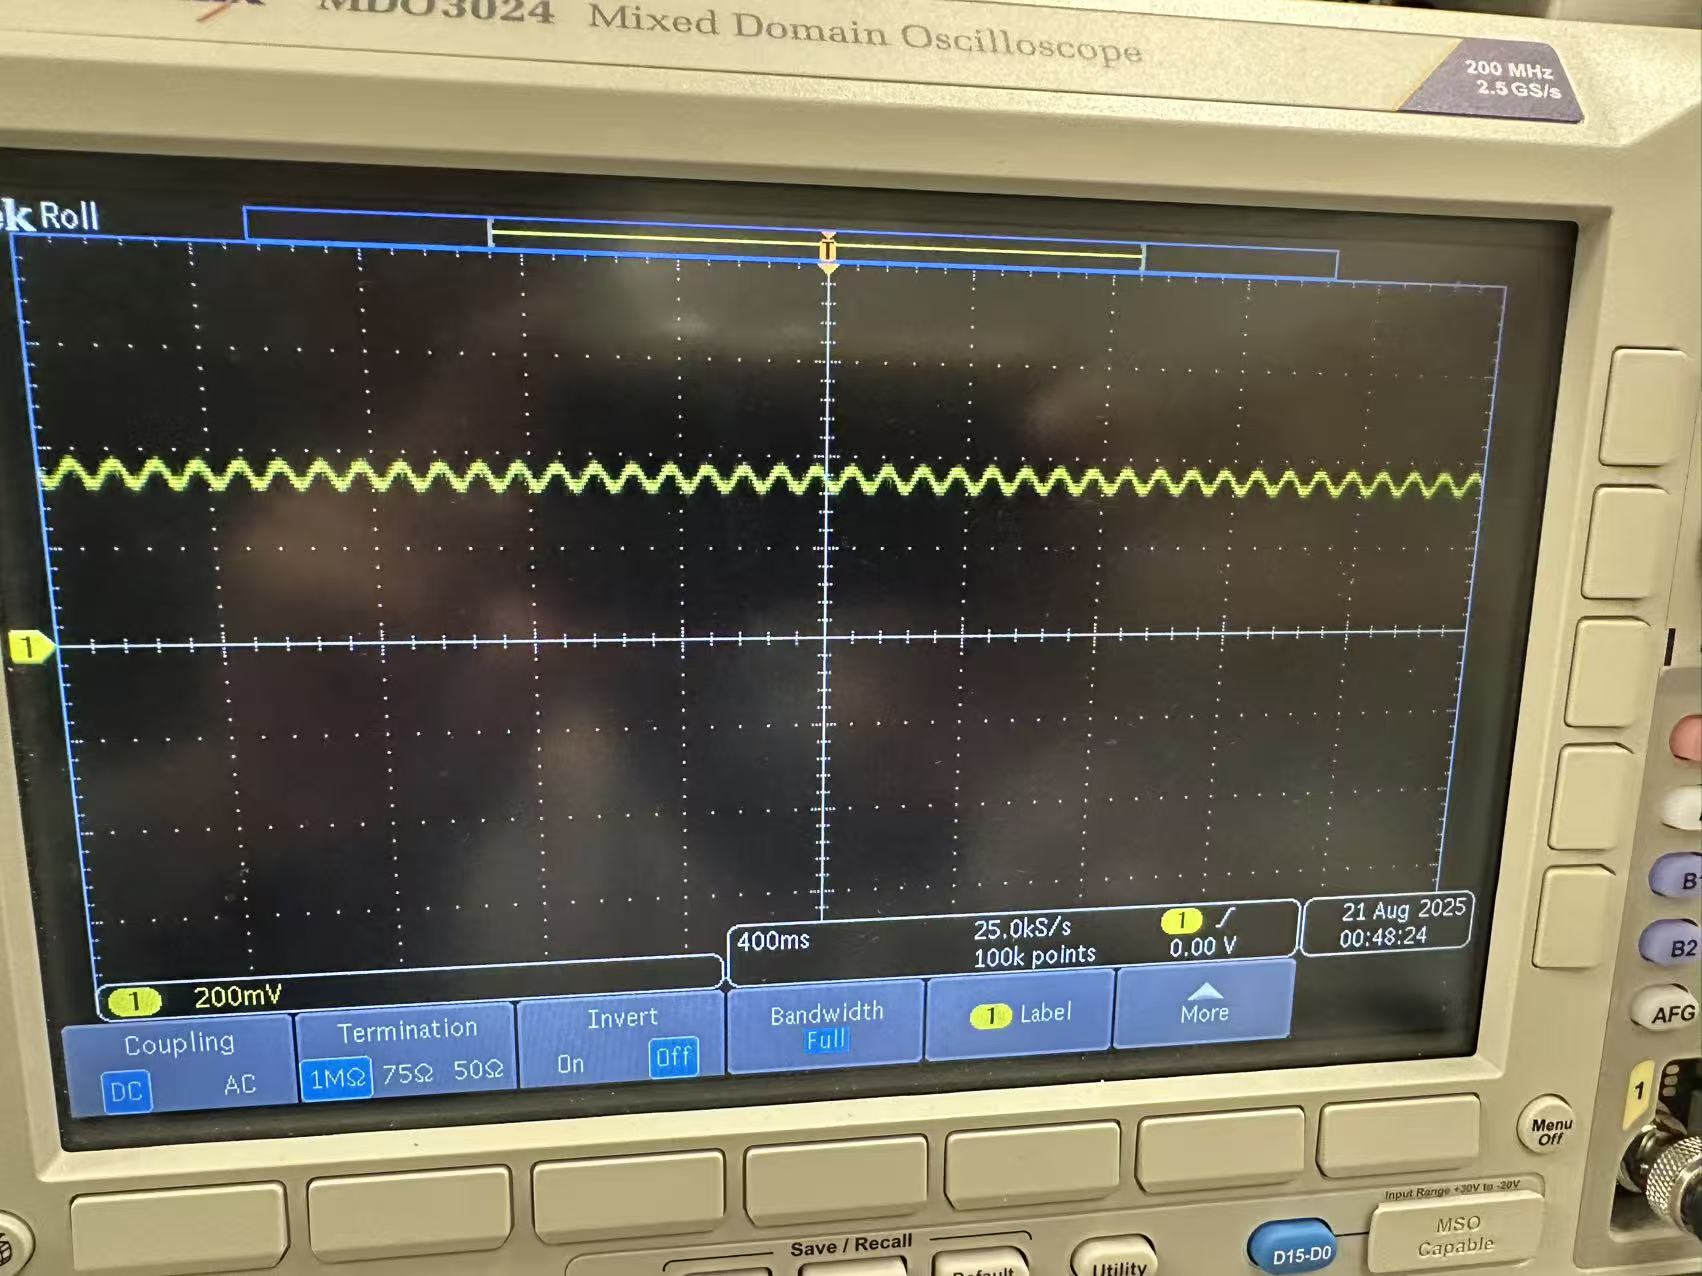 MDO3024 Mixed Domain Oscilloscope
200 MHz
2.5 GS/s
Roll
T
1
400ms
25.0kS/s
100k points
1
0.00 V
21 Aug 2025
00:48:24
1 200mV
Coupling
DC AC
Termination
1MΩ 75Ω 50Ω
Invert
On Off
Bandwidth
Full
1 Label
More
B2
AFG
1
Menu
Off
Input Range +30V to -20V
MSO
Capable
D15-D0
Save / Recall
Default
Utility